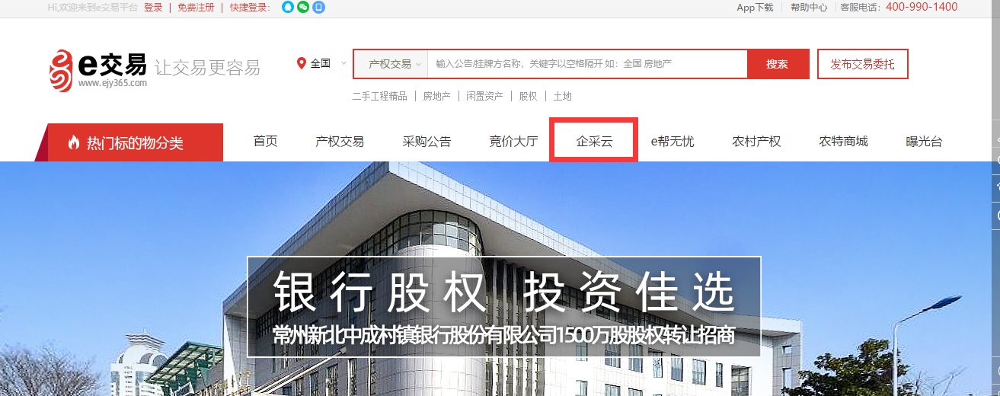 Hi,欢迎来到e交易平台 登录 | 免费注册 | 快捷登录: App下载 | 帮助中心 | 客服电话: 400-990-1400
e交易 让交易更容易
www.ejy365.com
全国 产权交易 输入公告/挂牌方名称，关键字以空格隔开 如：全国 房地产 搜索 发布交易委托
二手工程精品 | 房地产 | 闲置资产 | 股权 | 土地
热门标的物分类 首页 产权交易 采购公告 竞价大厅 企采云 e帮无忧 农村产权 农特商城 曝光台
银行股权 投资佳选
常州新北中成村镇银行股份有限公司1500万股股权转让招商